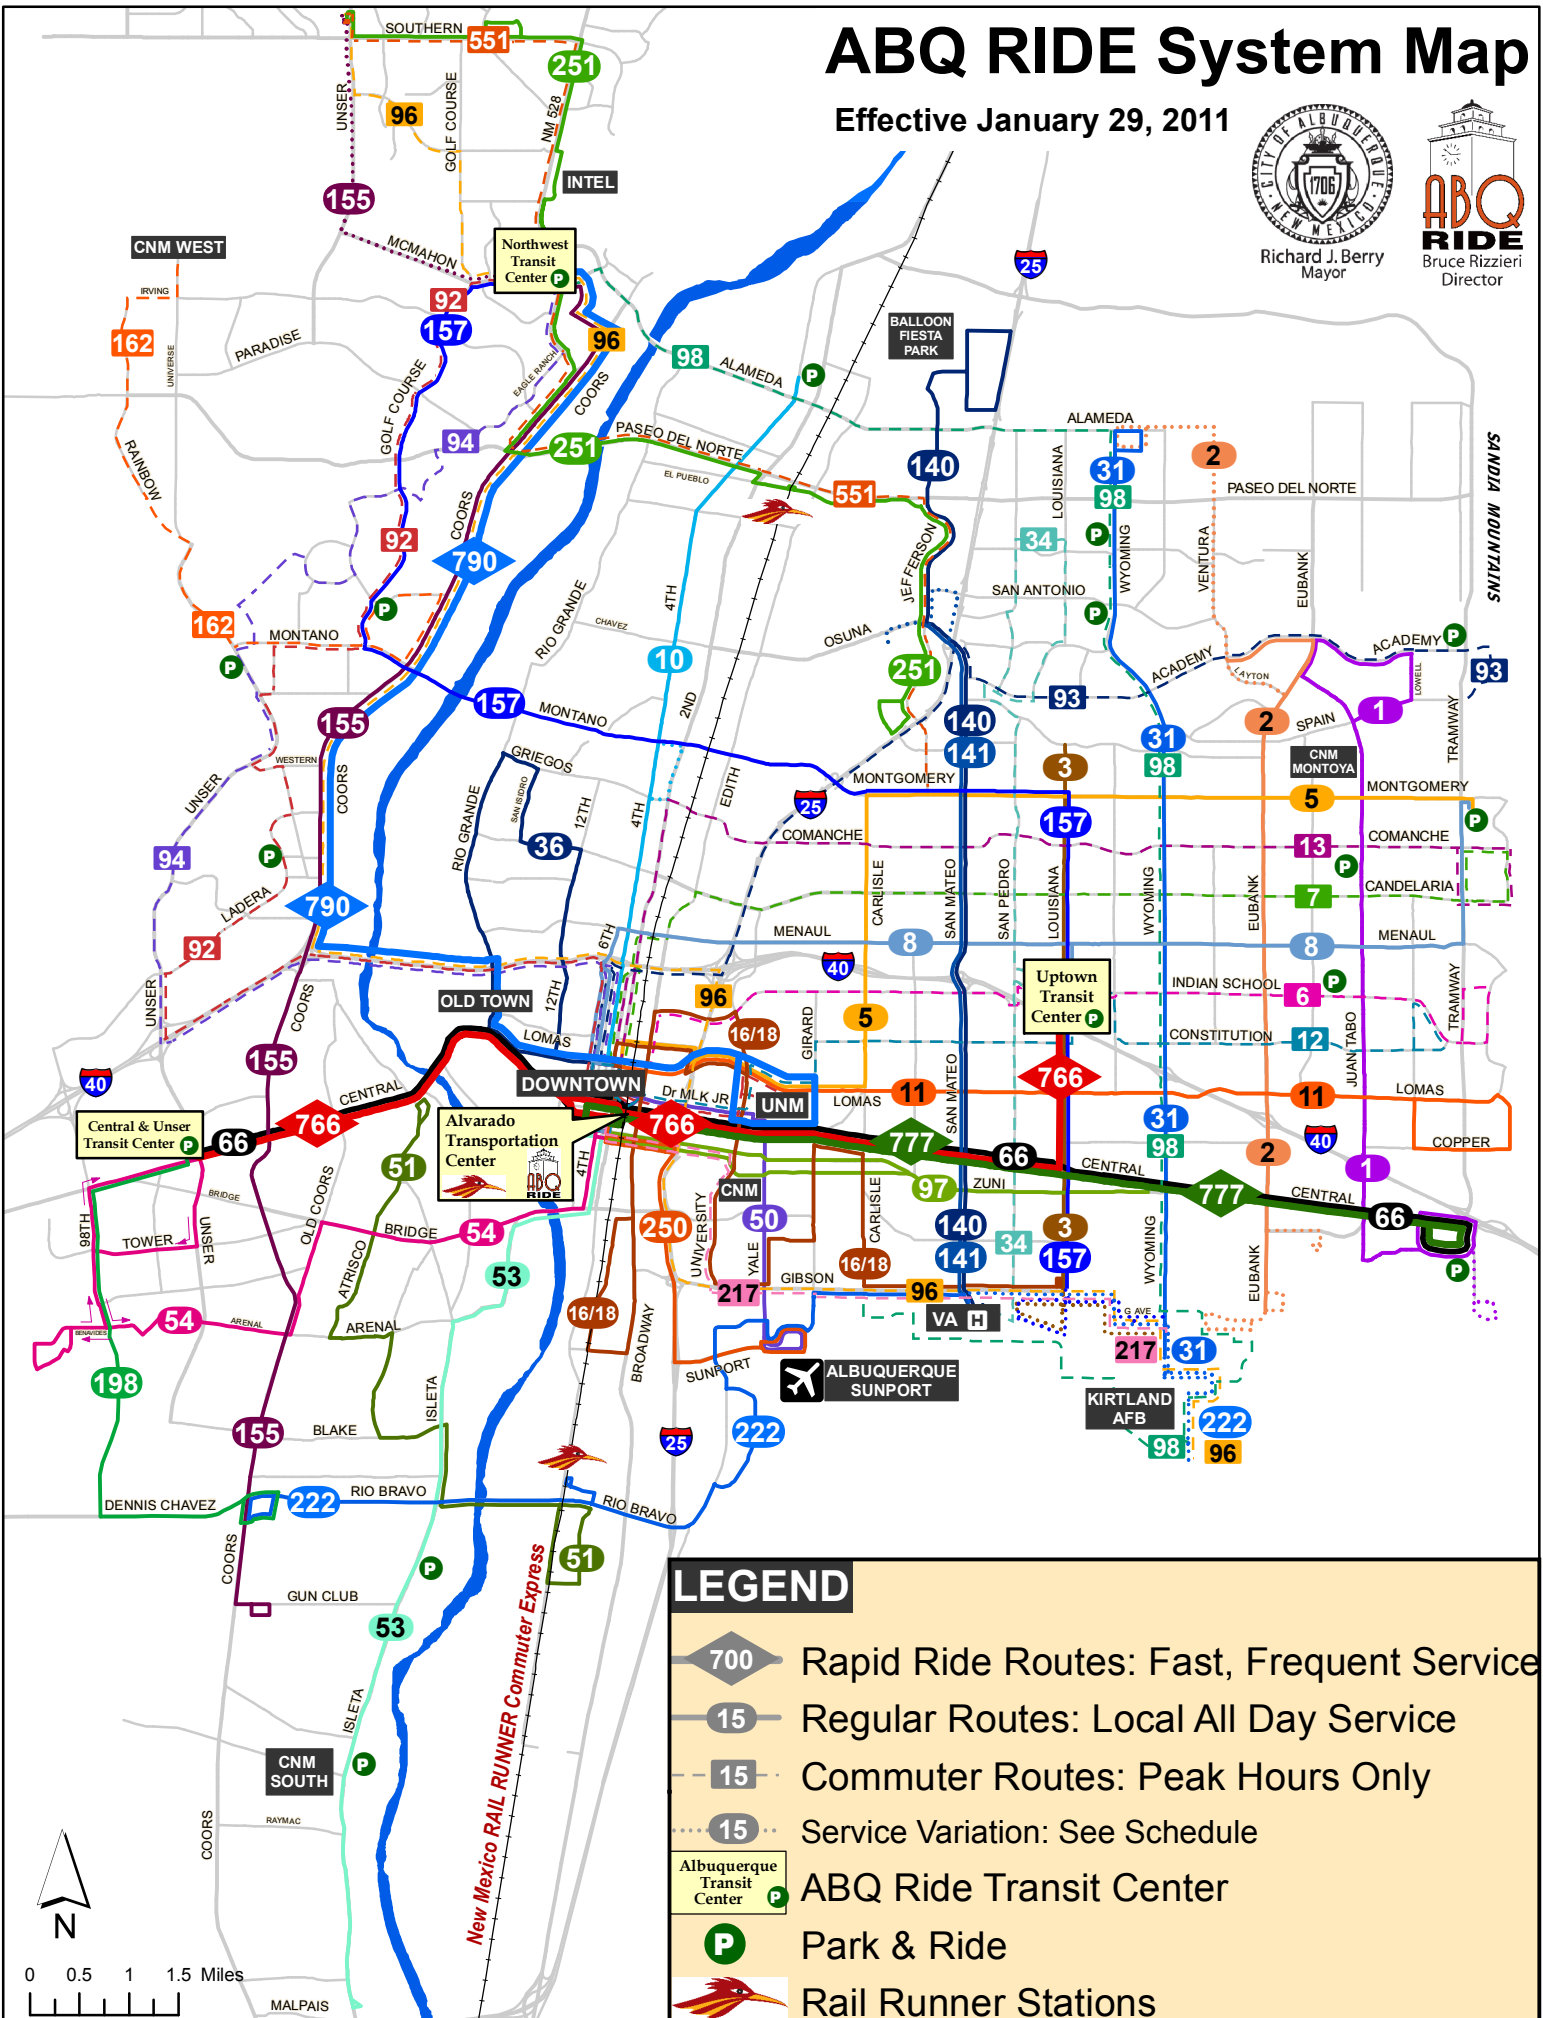 ABQ RIDE System Map
Effective January 29, 2011
CITY OF ALBUQUERQUE
1706
NEW MEXICO
Richard J. Berry
Mayor
ABQ
RIDE
Bruce Rizzieri
Director
SOUTHERN
551
251
UNSER
96
GOLF COURSE
NM 528
INTEL
155
CNM WEST
MCMAHON
Northwest
Transit
Center P
25
IRVING
92
162
157
PARADISE
UNIVERSE
96
EAGLE RANCH
COORS
98
ALAMEDA
P
BALLOON
FIESTA
PARK
GOLF COURSE
94
251
PASEO DEL NORTE
EL PUEBLO
551
140
ALAMEDA
31
98
2
LOUISIANA
PASEO DEL NORTE
SANDIA MOUNTAINS
RAINBOW
COORS
92
790
34
P
WYOMING
VENTURA
EUBANK
JEFFERSON
SAN ANTONIO
P
4TH
RIO GRANDE
CHAVEZ
OSUNA
P
162
MONTANO
P
10
251
ACADEMY
ACADEMY
P
LAYTON
LOWELL
93
93
157
MONTANO
2ND
155
140
141
2
SPAIN
1
TRAMWAY
31
98
CNM
MONTOYA
WESTERN
GRIEGOS
SAN ISIDRO
12TH
EDITH
MONTGOMERY
3
MONTGOMERY
5
UNSER
COORS
RIO GRANDE
4TH
25
157
P
COMANCHE
13
COMANCHE
36
94
P
P
CARLISLE
SAN MATEO
SAN PEDRO
LOUISIANA
WYOMING
EUBANK
7
CANDELARIA
LADERA
790
92
6TH
MENAUL
8
8
MENAUL
40
Uptown
Transit
Center P
INDIAN SCHOOL
6
P
TRAMWAY
UNSER
COORS
OLD TOWN
12TH
96
GIRARD
5
CONSTITUTION
12
JUAN TABO
LOMAS
16/18
155
40
CENTRAL
DOWNTOWN
Dr MLK JR
UNM
LOMAS
11
SAN MATEO
766
11
LOMAS
Central & Unser
Transit Center P
66
766
Alvarado
Transportation
Center
ABQ
RIDE
766
777
66
31
98
2
40
COPPER
CENTRAL
1
51
4TH
97
ZUNI
777
CENTRAL
66
CNM
BRIDGE
98TH
TOWER
UNSER
OLD COORS
BRIDGE
54
250
UNIVERSITY
50
YALE
CARLISLE
140
141
34
3
157
WYOMING
EUBANK
P
ATRISCO
53
16/18
GIBSON
217
96
VA H
G AVE
54
ARENAL
BENAVIDES
ARENAL
16/18
BROADWAY
SUNPORT
ALBUQUERQUE
SUNPORT
217
31
198
KIRTLAND
AFB
222
96
98
ISLETA
155
BLAKE
222
25
DENNIS CHAVEZ
222
RIO BRAVO
RIO BRAVO
51
COORS
P
GUN CLUB
53
New Mexico RAIL RUNNER Commuter Express
ISLETA
CNM
SOUTH
P
COORS
RAYMAC
MALPAIS
N
0 0.5 1 1.5 Miles
LEGEND
700 Rapid Ride Routes: Fast, Frequent Service
15 Regular Routes: Local All Day Service
15 Commuter Routes: Peak Hours Only
15 Service Variation: See Schedule
Albuquerque
Transit
Center P
ABQ Ride Transit Center
P Park & Ride
Rail Runner Stations